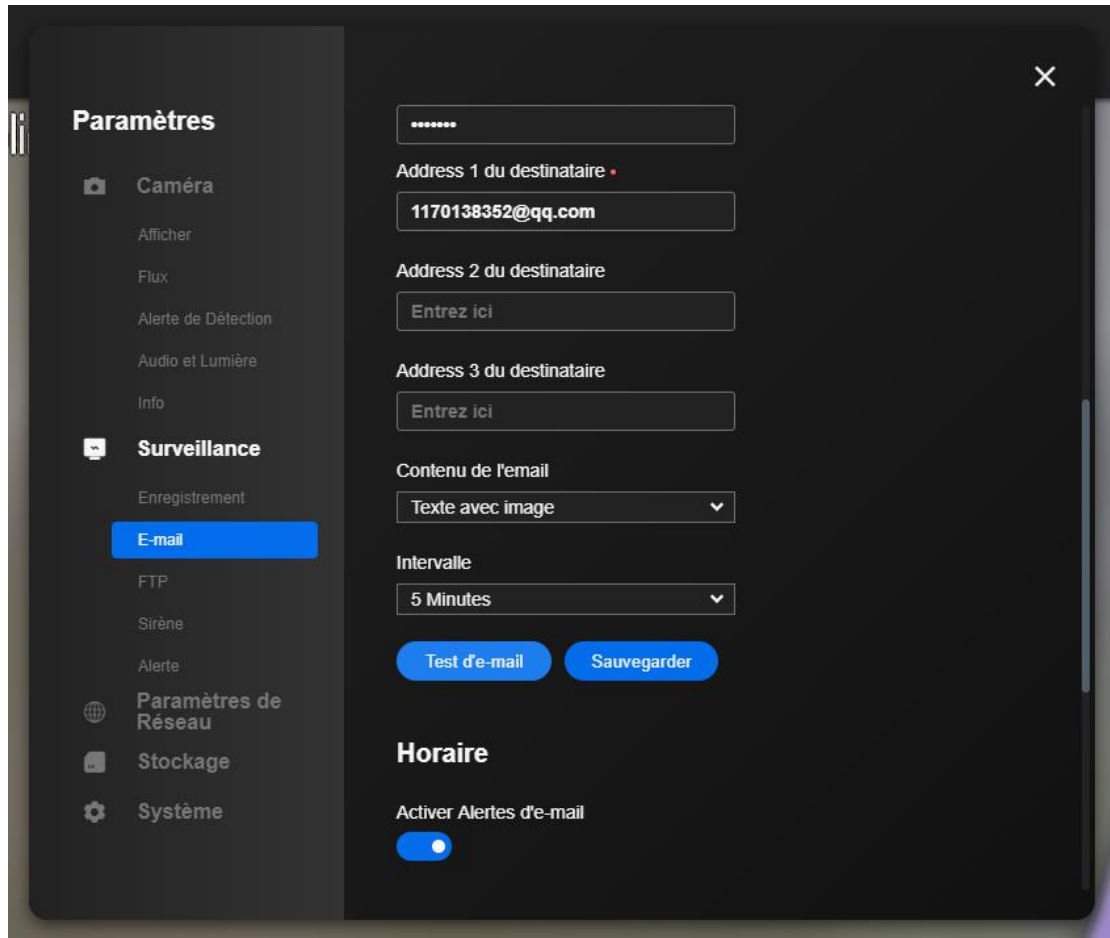 Paramètres
Caméra
Afficher
Flux
Alerte de Détection
Audio et Lumière
Info
Surveillance
Enregistrement
E-mail
FTP
Sirène
Alerte
Paramètres de
Réseau
Stockage
Système
•••••••
Address 1 du destinataire •
1170138352@qq.com
Address 2 du destinataire
Entrez ici
Address 3 du destinataire
Entrez ici
Contenu de l'email
Texte avec image
Intervalle
5 Minutes
Test d'e-mail
Sauvegarder
Horaire
Activer Alertes d'e-mail